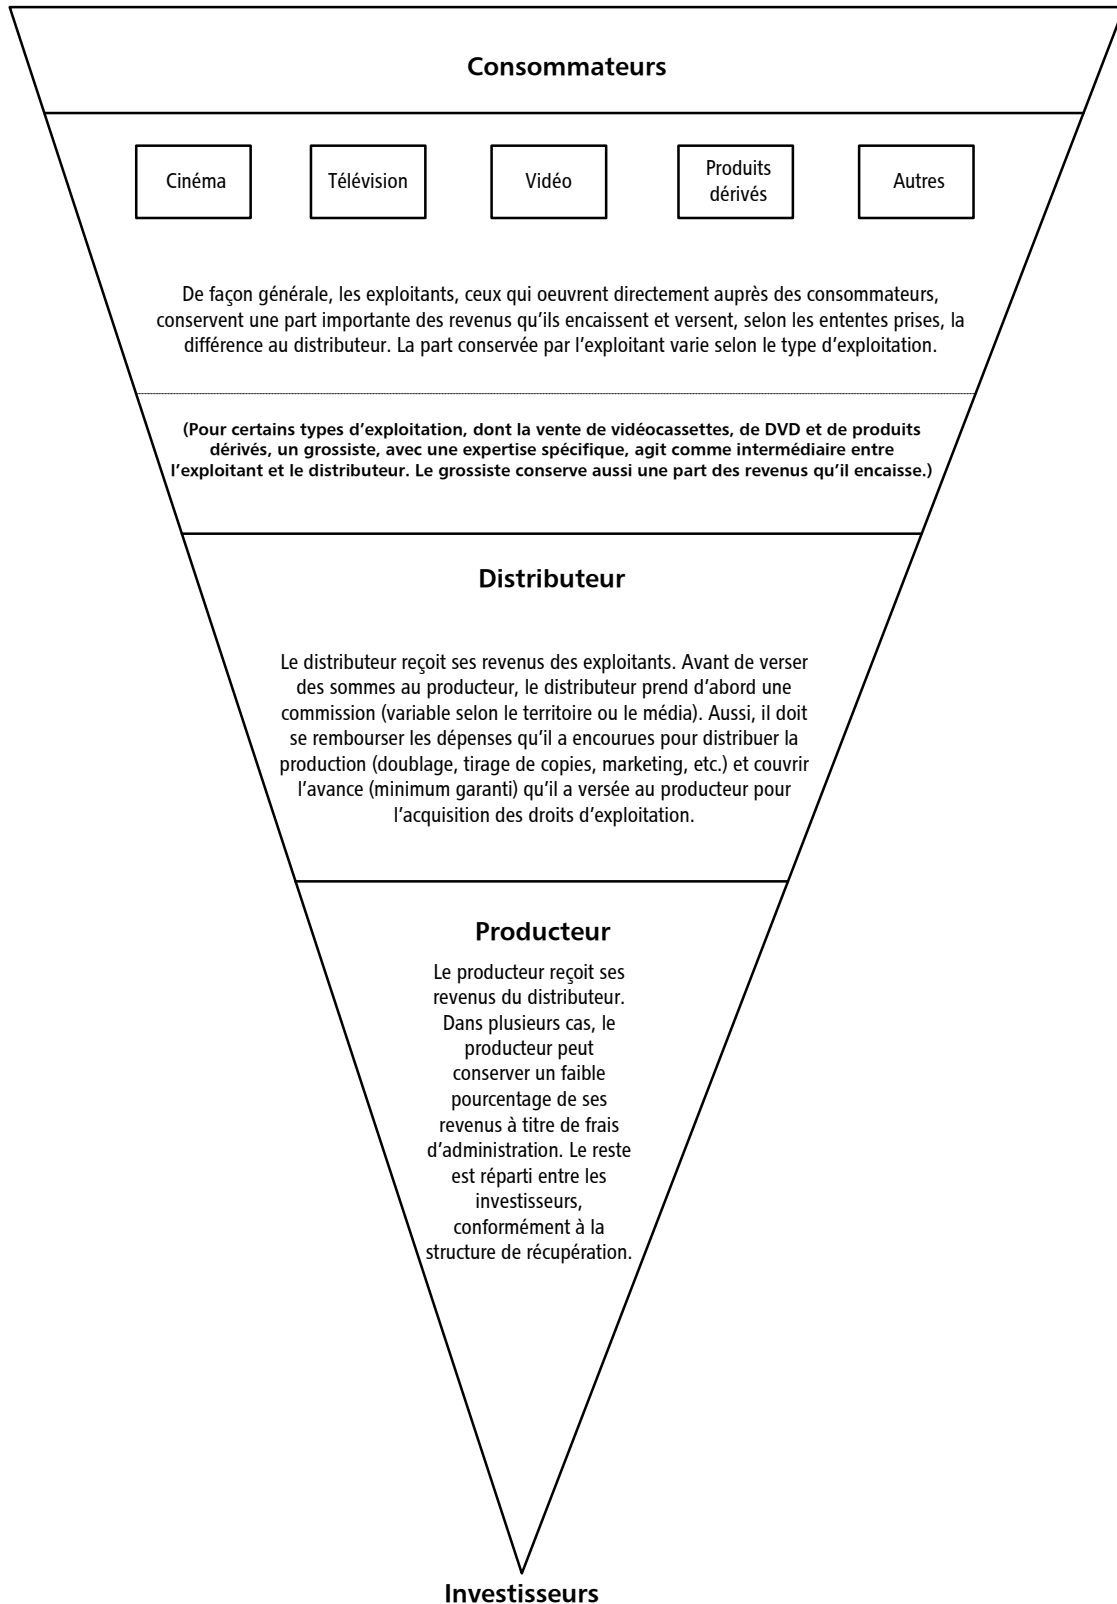 Consommateurs
Cinéma
Télévision
Vidéo
Produits
dérivés
Autres
De façon générale, les exploitants, ceux qui oeuvrent directement auprès des consommateurs,
conservent une part importante des revenus qu’ils encaissent et versent, selon les ententes prises, la
différence au distributeur. La part conservée par l’exploitant varie selon le type d’exploitation.
(Pour certains types d’exploitation, dont la vente de vidéocassettes, de DVD et de produits
dérivés, un grossiste, avec une expertise spécifique, agit comme intermédiaire entre
l’exploitant et le distributeur. Le grossiste conserve aussi une part des revenus qu’il encaisse.)
Distributeur
Le distributeur reçoit ses revenus des exploitants. Avant de verser
des sommes au producteur, le distributeur prend d’abord une
commission (variable selon le territoire ou le média). Aussi, il doit
se rembourser les dépenses qu’il a encourues pour distribuer la
production (doublage, tirage de copies, marketing, etc.) et couvrir
l’avance (minimum garanti) qu’il a versée au producteur pour
l’acquisition des droits d’exploitation.
Producteur
Le producteur reçoit ses
revenus du distributeur.
Dans plusieurs cas, le
producteur peut
conserver un faible
pourcentage de ses
revenus à titre de frais
d’administration. Le reste
est réparti entre les
investisseurs,
conformément à la
structure de récupération.
Investisseurs